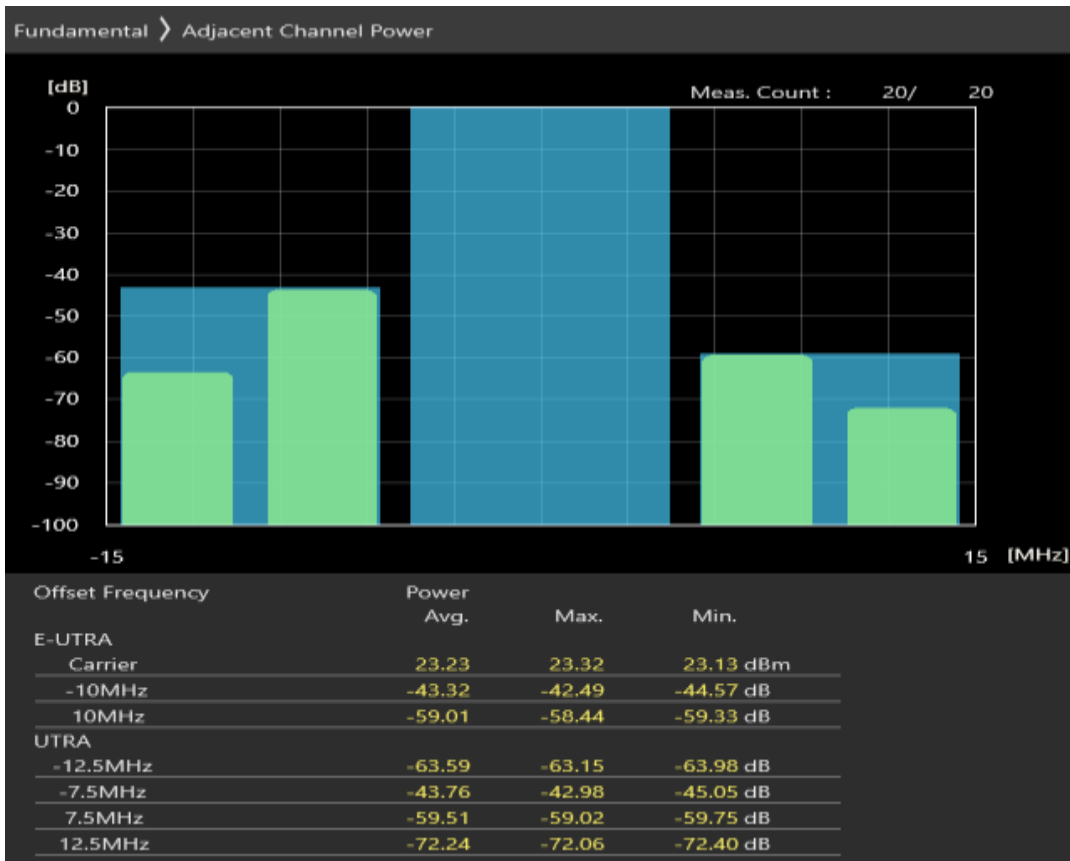 Fundamental ❯ Adjacent Channel Power
[dB]
Meas. Count : 20/ 20
0
-10
-20
-30
-40
-50
-60
-70
-80
-90
-100
-15 15 [MHz]
Offset Frequency Power
Avg. Max. Min.
E-UTRA
Carrier 23.23 23.32 23.13 dBm
-10MHz -43.32 -42.49 -44.57 dB
10MHz -59.01 -58.44 -59.33 dB
UTRA
-12.5MHz -63.59 -63.15 -63.98 dB
-7.5MHz -43.76 -42.98 -45.05 dB
7.5MHz -59.51 -59.02 -59.75 dB
12.5MHz -72.24 -72.06 -72.40 dB